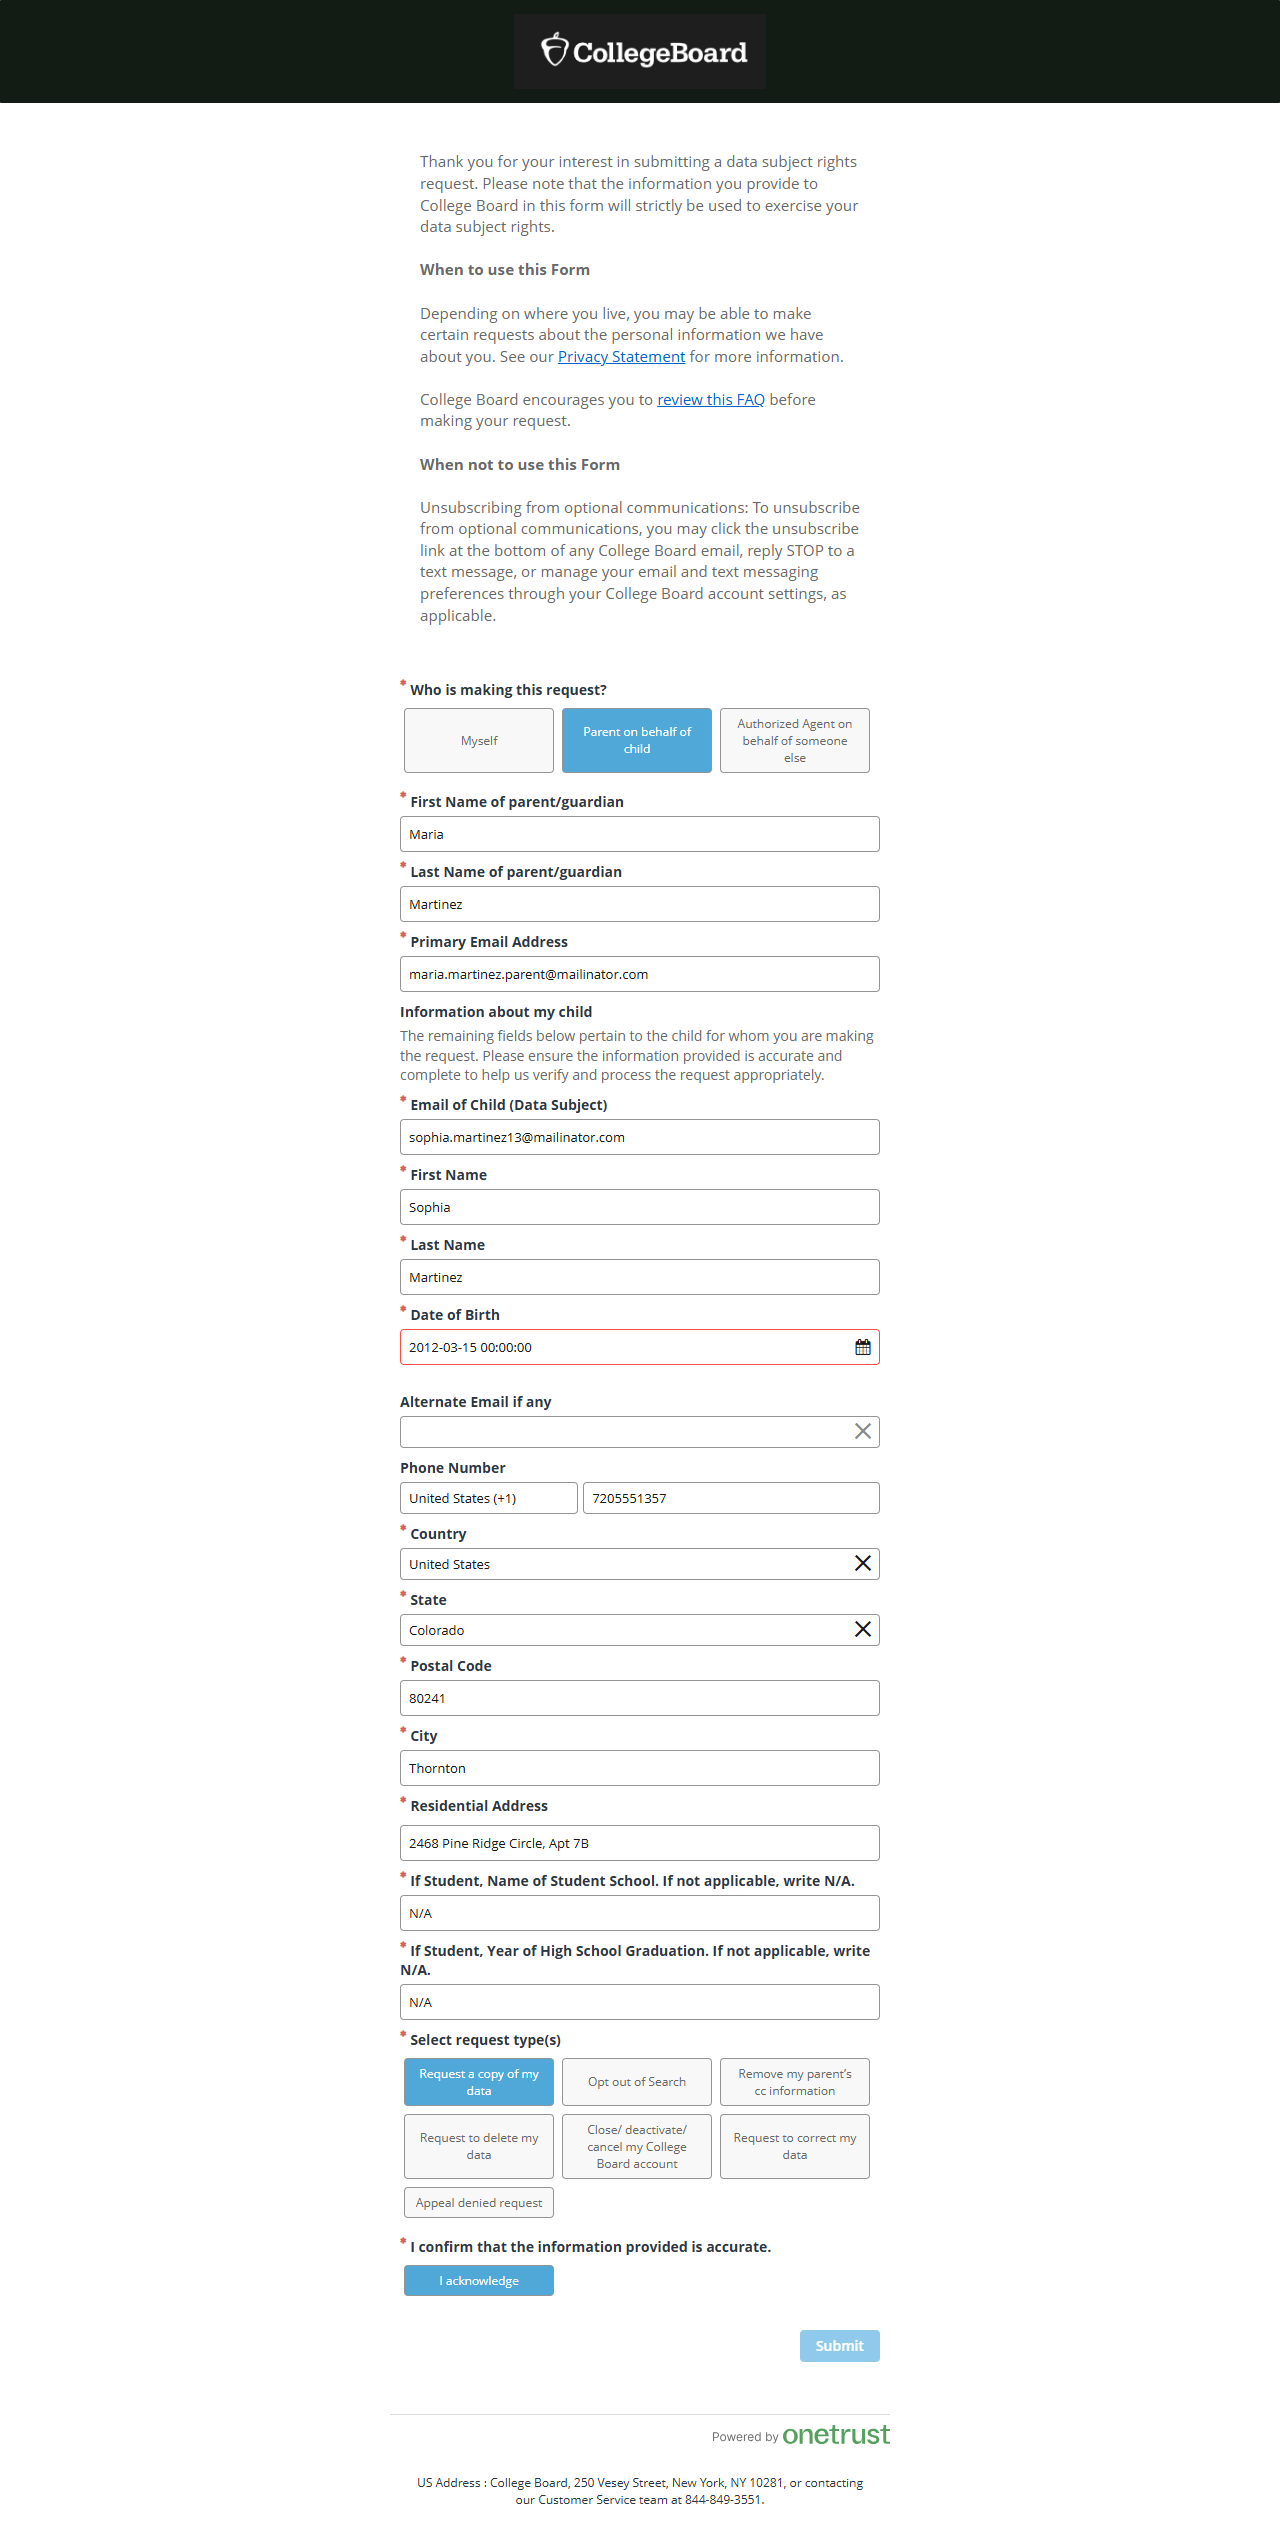 CollegeBoard
Thank you for your interest in submitting a data subject rights
request. Please note that the information you provide to
College Board in this form will strictly be used to exercise your
data subject rights.
When to use this Form
Depending on where you live, you may be able to make
certain requests about the personal information we have
about you. See our Privacy Statement for more information.
College Board encourages you to review this FAQ before
making your request.
When not to use this Form
Unsubscribing from optional communications: To unsubscribe
from optional communications, you may click the unsubscribe
link at the bottom of any College Board email, reply STOP to a
text message, or manage your email and text messaging
preferences through your College Board account settings, as
applicable.
* Who is making this request?
Myself
Parent on behalf of
child
Authorized Agent on
behalf of someone
else
* First Name of parent/guardian
Maria
* Last Name of parent/guardian
Martinez
* Primary Email Address
maria.martinez.parent@mailinator.com
Information about my child
The remaining fields below pertain to the child for whom you are making
the request. Please ensure the information provided is accurate and
complete to help us verify and process the request appropriately.
* Email of Child (Data Subject)
sophia.martinez13@mailinator.com
* First Name
Sophia
* Last Name
Martinez
* Date of Birth
2012-03-15 00:00:00
Alternate Email if any
Phone Number
United States (+1) 7205551357
* Country
United States
* State
Colorado
* Postal Code
80241
* City
Thornton
* Residential Address
2468 Pine Ridge Circle, Apt 7B
* If Student, Name of Student School. If not applicable, write N/A.
N/A
* If Student, Year of High School Graduation. If not applicable, write
N/A.
N/A
* Select request type(s)
Request a copy of my
data
Opt out of Search
Remove my parent's
cc information
Request to delete my
data
Close/ deactivate/
cancel my College
Board account
Request to correct my
data
Appeal denied request
* I confirm that the information provided is accurate.
I acknowledge
Submit
Powered by onetrust
US Address : College Board, 250 Vesey Street, New York, NY 10281, or contacting
our Customer Service team at 844-849-3551.